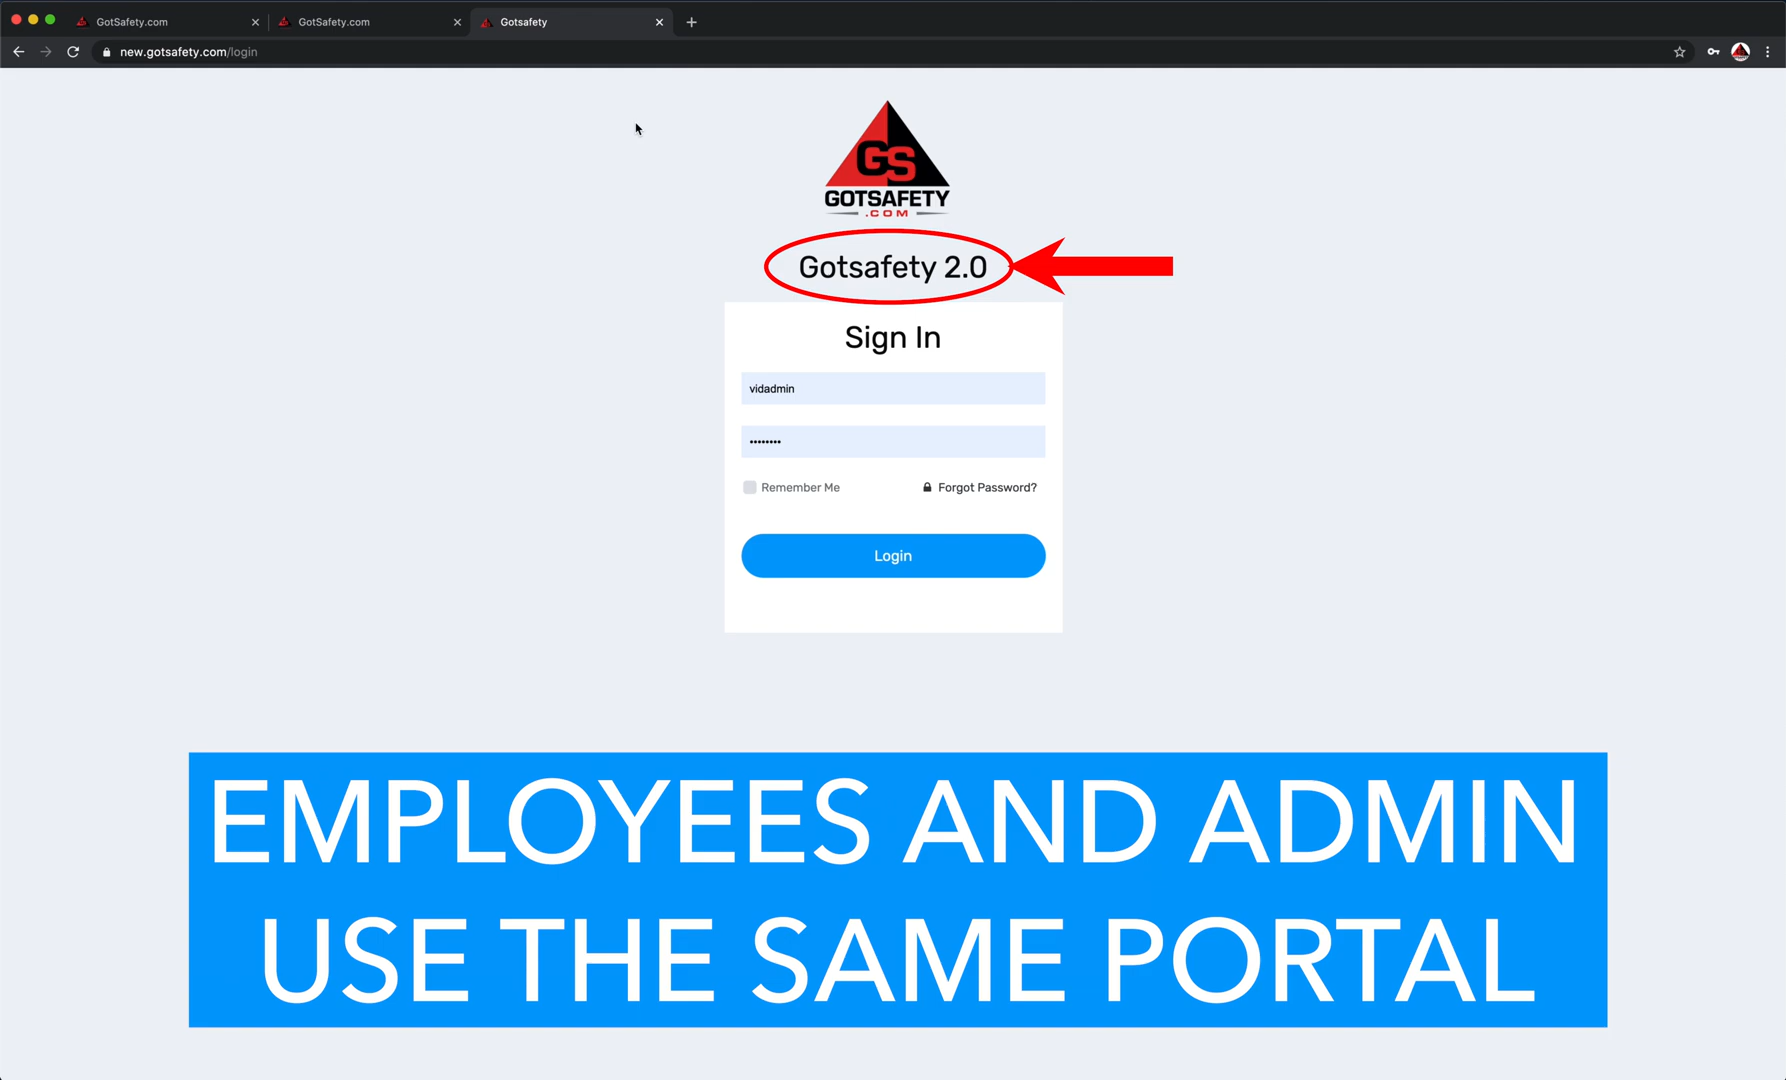 GotSafety.com
GotSafety.com
Gotsafety
new.gotsafety.com/login
GS
GOTSAFETY
.COM
Gotsafety 2.0
Sign In
vidadmin
••••••••
Remember Me
Forgot Password?
Login
EMPLOYEES AND ADMIN
USE THE SAME PORTAL